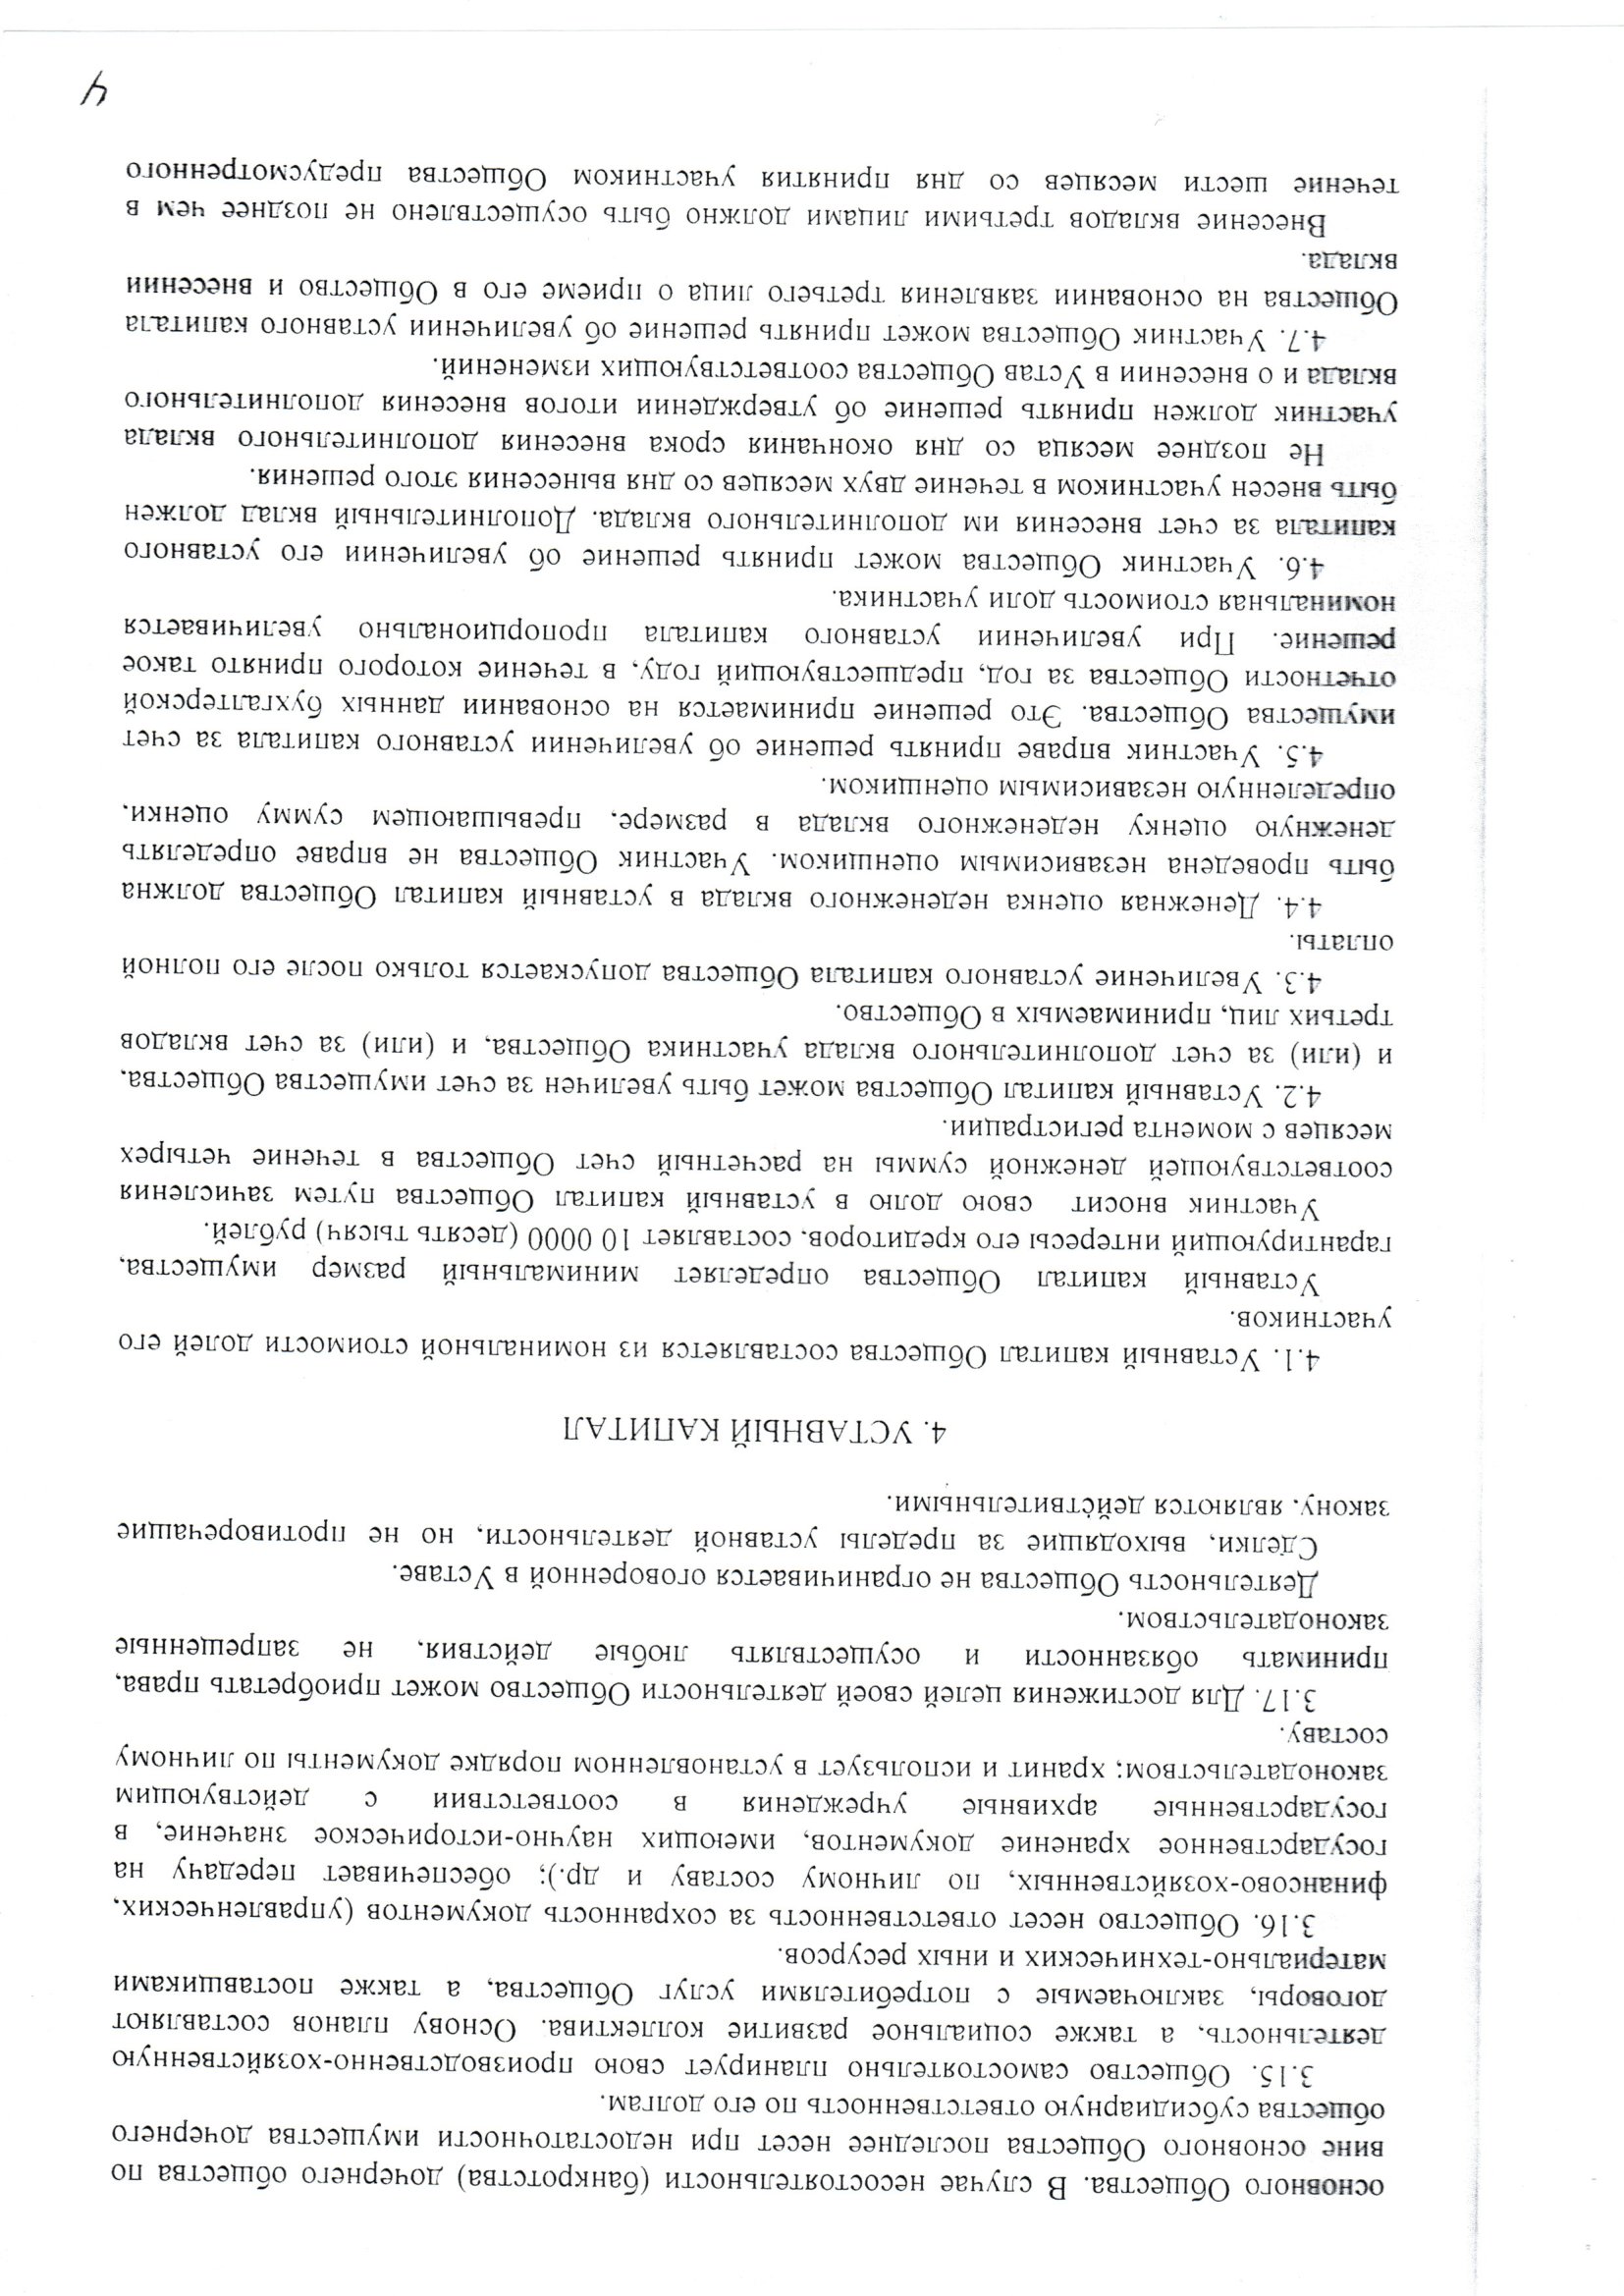 основного Общества. В случае несостоятельности (банкротства) дочернего общества по
вине основного Общества последнее несет при недостаточности имущества дочернего
общества субсидиарную ответственность по его долгам.
3.15. Общество самостоятельно планирует свою производственно-хозяйственную
деятельность, а также социальное развитие коллектива. Основу планов составляют
договоры, заключаемые с потребителями услуг Общества, а также поставщиками
материально-технических и иных ресурсов.
3.16. Общество несет ответственность за сохранность документов (управленческих,
финансово-хозяйственных, по личному составу и др.); обеспечивает передачу на
государственное хранение документов, имеющих научно-историческое значение, в
государственные архивные учреждения в соответствии с действующим
законодательством; хранит и использует в установленном порядке документы по личному
составу.
3.17. Для достижения целей своей деятельности Общество может приобретать права,
принимать обязанности и осуществлять любые действия, не запрещенные
законодательством.
Деятельность Общества не ограничивается оговоренной в Уставе.
Сделки, выходящие за пределы уставной деятельности, но не противоречащие
закону, являются действительными.
4. УСТАВНЫЙ КАПИТАЛ
4.1. Уставный капитал Общества составляется из номинальной стоимости долей его
участников.
Уставный капитал Общества определяет минимальный размер имущества,
гарантирующий интересы его кредиторов, составляет 10 0000 (десять тысяч) рублей.
Участник вносит свою долю в уставный капитал Общества путем зачисления
соответствующей денежной суммы на расчетный счет Общества в течение четырех
месяцев с момента регистрации.
4.2. Уставный капитал Общества может быть увеличен за счет имущества Общества,
и (или) за счет дополнительного вклада участника Общества, и (или) за счет вкладов
третьих лиц, принимаемых в Общество.
4.3. Увеличение уставного капитала Общества допускается только после его полной
оплаты.
4.4. Денежная оценка неденежного вклада в уставный капитал Общества должна
быть проведена независимым оценщиком. Участник Общества не вправе определять
денежную оценку неденежного вклада в размере, превышающем сумму оценки,
определенную независимым оценщиком.
4.5. Участник вправе принять решение об увеличении уставного капитала за счет
имущества Общества. Это решение принимается на основании данных бухгалтерской
отчетности Общества за год, предшествующий году, в течение которого принято такое
решение. При увеличении уставного капитала пропорционально увеличивается
номинальная стоимость доли участника.
4.6. Участник Общества может принять решение об увеличении его уставного
капитала за счет внесения им дополнительного вклада. Дополнительный вклад должен
быть внесен участником в течение двух месяцев со дня вынесения этого решения.
Не позднее месяца со дня окончания срока внесения дополнительного вклада
участник должен принять решение об утверждении итогов внесения дополнительного
вклада и о внесении в Устав Общества соответствующих изменений.
4.7. Участник Общества может принять решение об увеличении уставного капитала
Общества на основании заявления третьего лица о приеме его в Общество и внесении
вклада.
Внесение вкладов третьими лицами должно быть осуществлено не позднее чем в
течение шести месяцев со дня принятия участником Общества предусмотренного
4